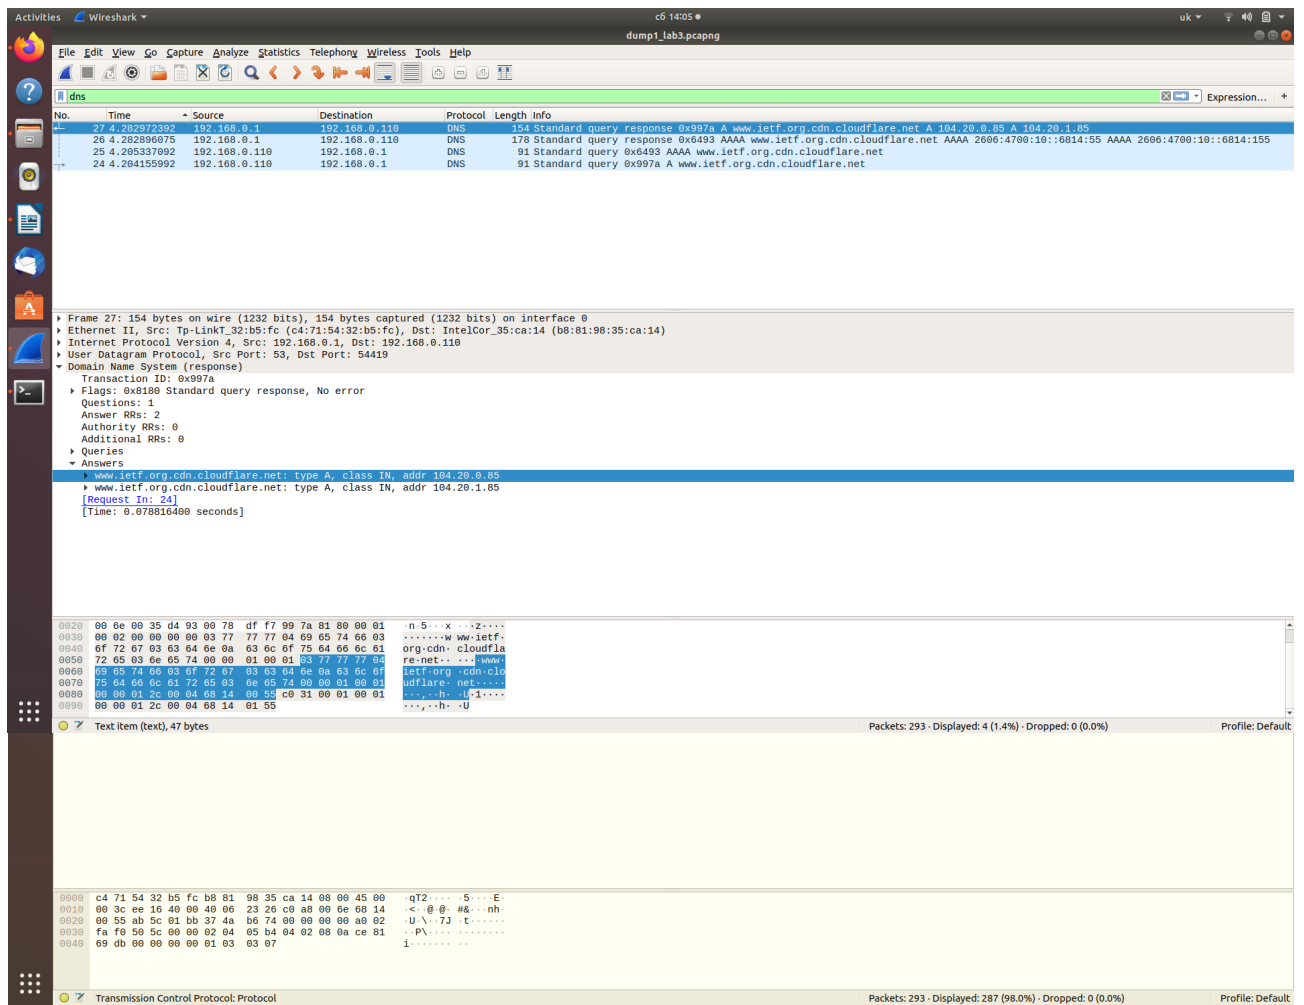 Activities Wireshark сб 14:05 uk
dump1_lab3.pcapng
File Edit View Go Capture Analyze Statistics Telephony Wireless Tools Help
dns Expression... +
No. Time Source Destination Protocol Length Info
27 4.282972392 192.168.0.1 192.168.0.110 DNS 154 Standard query response 0x997a A www.ietf.org.cdn.cloudflare.net A 104.20.0.85 A 104.20.1.85
26 4.282896075 192.168.0.1 192.168.0.110 DNS 178 Standard query response 0x6493 AAAA www.ietf.org.cdn.cloudflare.net AAAA 2606:4700:10::6814:55 AAAA 2606:4700:10::6814:155
25 4.205337092 192.168.0.110 192.168.0.1 DNS 91 Standard query 0x6493 AAAA www.ietf.org.cdn.cloudflare.net
24 4.204155992 192.168.0.110 192.168.0.1 DNS 91 Standard query 0x997a A www.ietf.org.cdn.cloudflare.net
Frame 27: 154 bytes on wire (1232 bits), 154 bytes captured (1232 bits) on interface 0
Ethernet II, Src: Tp-LinkT_32:b5:fc (c4:71:54:32:b5:fc), Dst: IntelCor_35:ca:14 (b8:81:98:35:ca:14)
Internet Protocol Version 4, Src: 192.168.0.1, Dst: 192.168.0.110
User Datagram Protocol, Src Port: 53, Dst Port: 54419
Domain Name System (response)
Transaction ID: 0x997a
Flags: 0x8180 Standard query response, No error
Questions: 1
Answer RRs: 2
Authority RRs: 0
Additional RRs: 0
Queries
Answers
www.ietf.org.cdn.cloudflare.net: type A, class IN, addr 104.20.0.85
www.ietf.org.cdn.cloudflare.net: type A, class IN, addr 104.20.1.85
[Request In: 24]
[Time: 0.078816400 seconds]
0020 00 6e 00 35 d4 93 00 78 df f7 99 7a 81 80 00 01 ·n·5···x ···z····
0030 00 02 00 00 00 00 03 77 77 77 04 69 65 74 66 03 ·······w ww·ietf·
0040 6f 72 67 03 63 64 6e 0a 63 6c 6f 75 64 66 6c 61 org·cdn· cloudfla
0050 72 65 03 6e 65 74 00 00 01 00 01 03 77 77 77 04 re·net·· ····www·
0060 69 65 74 66 03 6f 72 67 03 63 64 6e 0a 63 6c 6f ietf·org ·cdn·clo
0070 75 64 66 6c 61 72 65 03 6e 65 74 00 00 01 00 01 udflare· net·····
0080 00 00 01 2c 00 04 68 14 00 55 c0 31 00 01 00 01 ···,··h· ·U·1····
0090 00 00 01 2c 00 04 68 14 01 55 ···,··h· ·U
Text item (text), 47 bytes Packets: 293 · Displayed: 4 (1.4%) · Dropped: 0 (0.0%) Profile: Default
0000 c4 71 54 32 b5 fc b8 81 98 35 ca 14 08 00 45 00 ·qT2···· ·5····E·
0010 00 3c ee 16 40 00 40 06 23 26 c0 a8 00 6e 68 14 ·<··@·@· #&···nh·
0020 00 55 ab 5c 01 bb 37 4a b6 74 00 00 00 00 a0 02 ·U·\··7J ·t······
0030 fa f0 50 5c 00 00 02 04 05 b4 04 02 08 0a ce 81 ··P\···· ········
0040 69 db 00 00 00 00 01 03 03 07 i······· ··
Transmission Control Protocol: Protocol Packets: 293 · Displayed: 287 (98.0%) · Dropped: 0 (0.0%) Profile: Default